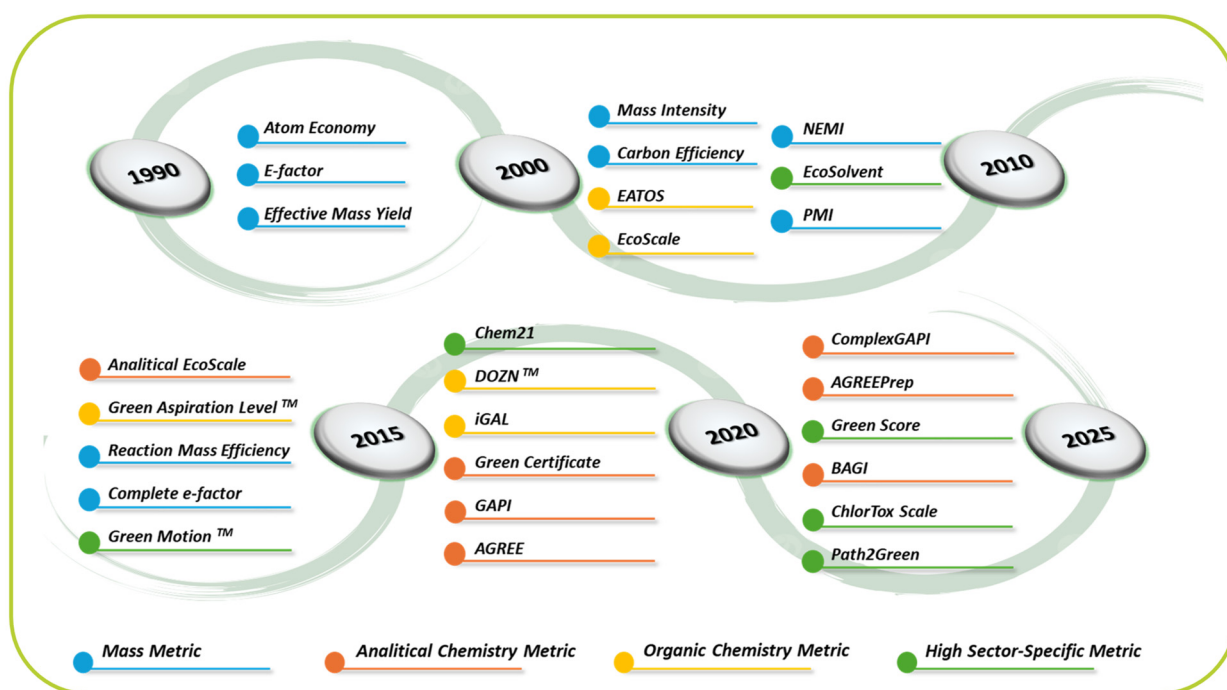 1990
Atom Economy
E-factor
Effective Mass Yield
2000
Mass Intensity
Carbon Efficiency
EATOS
EcoScale
NEMI
EcoSolvent
PMI
2010
Analitical EcoScale
Green Aspiration Level ™
Reaction Mass Efficiency
Complete e-factor
Green Motion ™
2015
Chem21
DOZN ™
iGAL
Green Certificate
GAPI
AGREE
2020
ComplexGAPI
AGREEPrep
Green Score
BAGI
ChlorTox Scale
Path2Green
2025
Mass Metric
Analitical Chemistry Metric
Organic Chemistry Metric
High Sector-Specific Metric